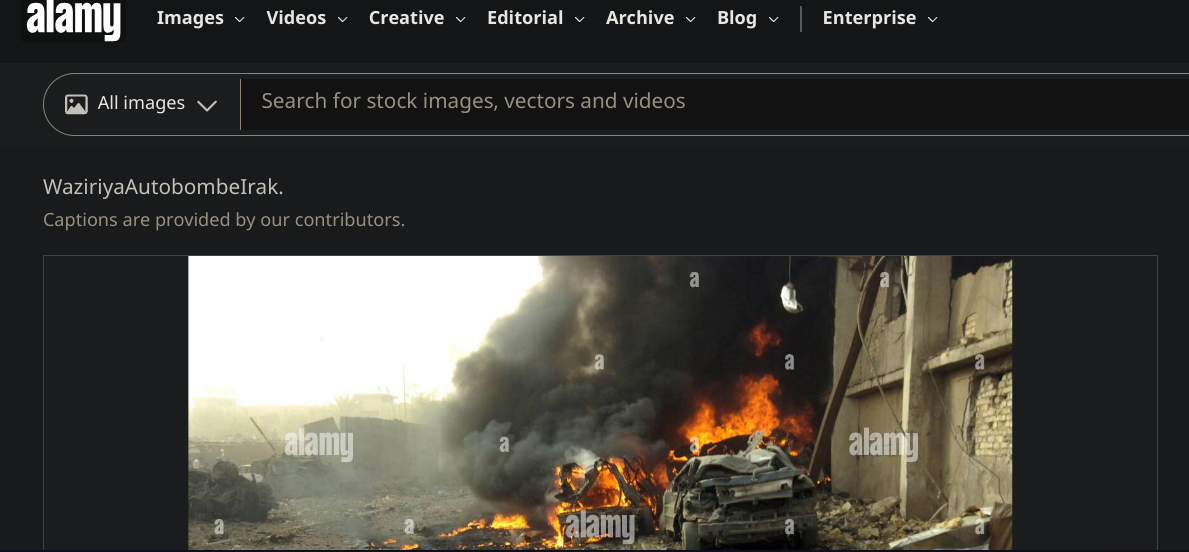 alamy
Images Videos Creative Editorial Archive Blog Enterprise
All images Search for stock images, vectors and videos
WaziriyaAutobombeIrak.
Captions are provided by our contributors.
a a
a a a
alamy a a alamy
a a alamy a a